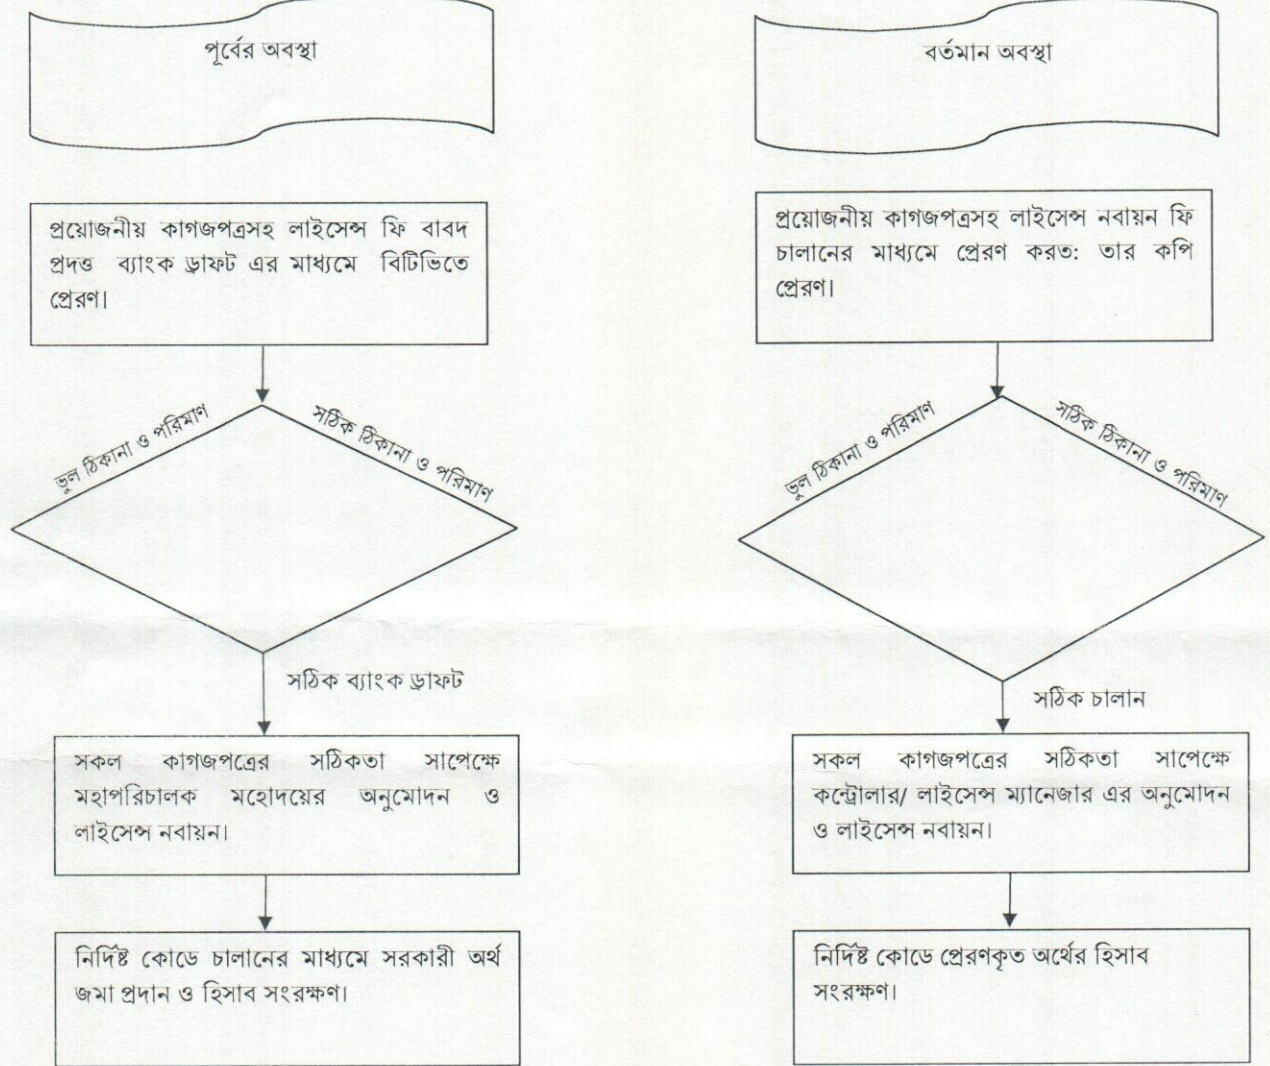 পূর্বের অবস্থা
প্রয়োজনীয় কাগজপত্রসহ লাইসেন্স ফি বাবদ
প্রদত্ত ব্যাংক ড্রাফট এর মাধ্যমে বিটিভিতে
প্রেরণ।
ভুল ঠিকানা ও পরিমাণ
সঠিক ঠিকানা ও পরিমাণ
সঠিক ব্যাংক ড্রাফট
সকল কাগজপত্রের সঠিকতা সাপেক্ষে
মহাপরিচালক মহোদয়ের অনুমোদন ও
লাইসেন্স নবায়ন।
নির্দিষ্ট কোডে চালানের মাধ্যমে সরকারী অর্থ
জমা প্রদান ও হিসাব সংরক্ষণ।
বর্তমান অবস্থা
প্রয়োজনীয় কাগজপত্রসহ লাইসেন্স নবায়ন ফি
চালানের মাধ্যমে প্রেরণ করত: তার কপি
প্রেরণ।
ভুল ঠিকানা ও পরিমাণ
সঠিক ঠিকানা ও পরিমাণ
সঠিক চালান
সকল কাগজপত্রের সঠিকতা সাপেক্ষে
কন্ট্রোলার/ লাইসেন্স ম্যানেজার এর অনুমোদন
ও লাইসেন্স নবায়ন।
নির্দিষ্ট কোডে প্রেরণকৃত অর্থের হিসাব
সংরক্ষণ।